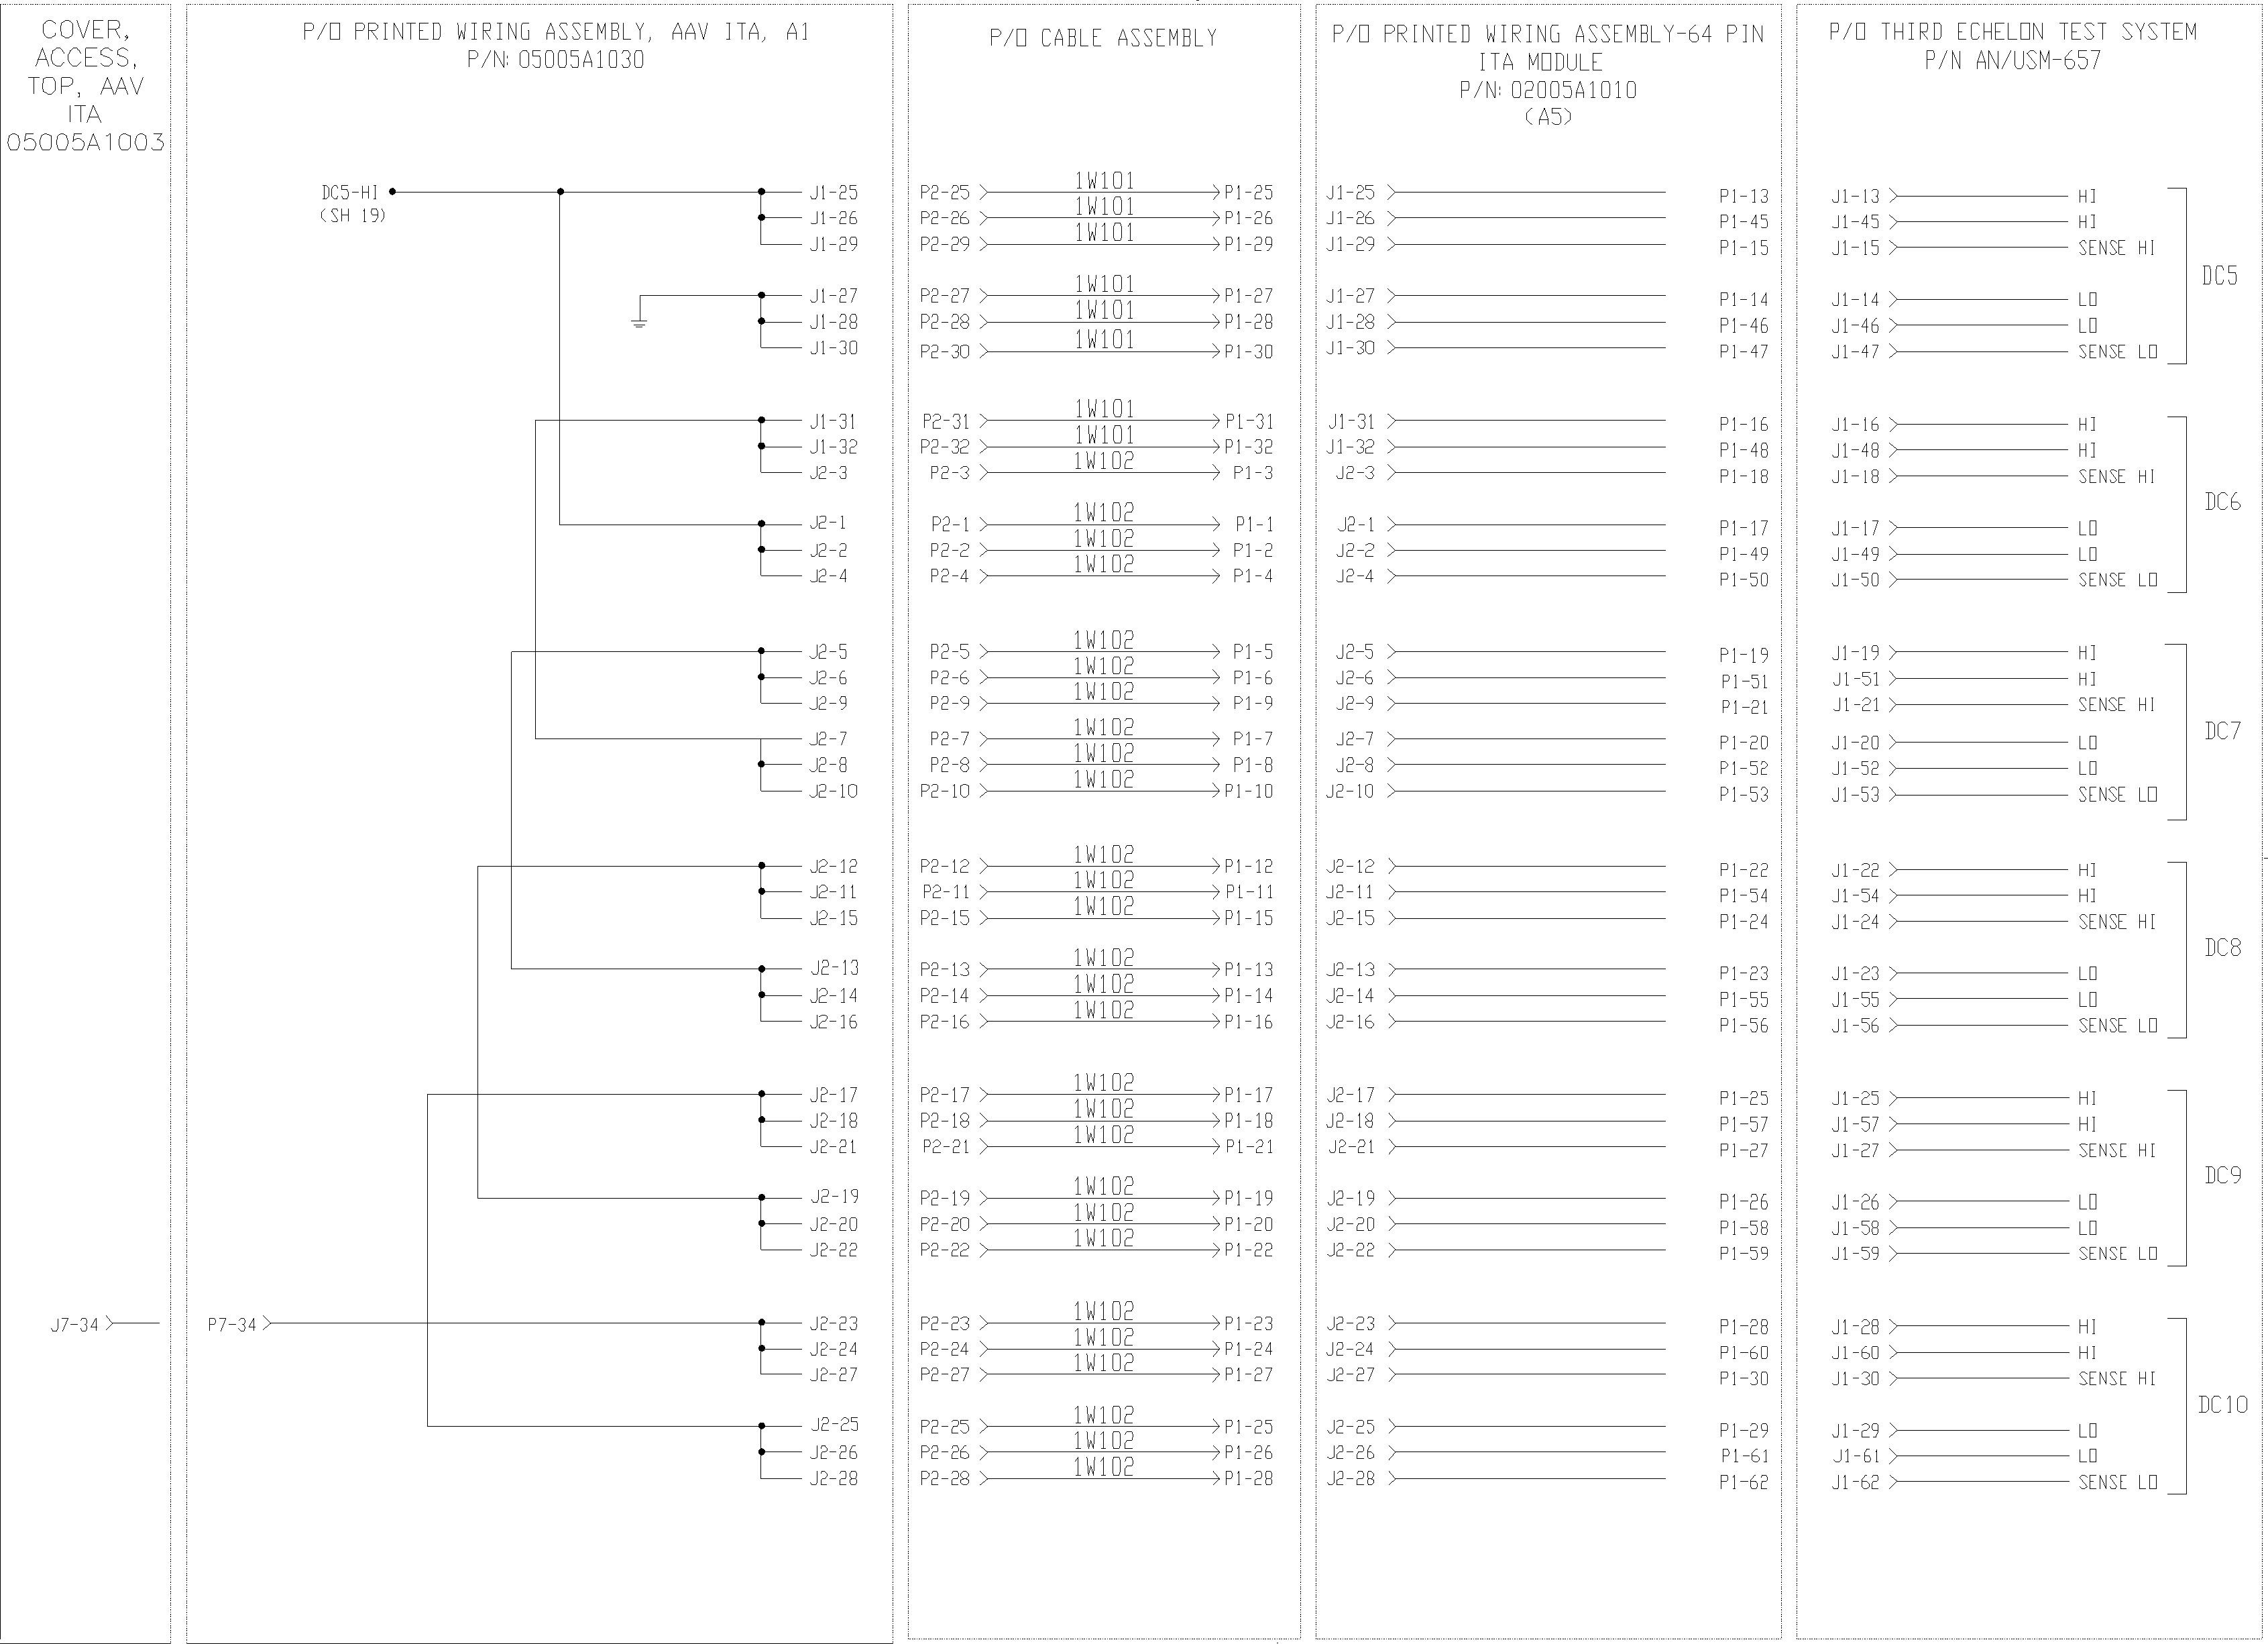 COVER,
ACCESS,
TOP, AAV
ITA
05005A1003
P/O PRINTED WIRING ASSEMBLY, AAV ITA, A1
P/N: 05005A1030
P/O CABLE ASSEMBLY
P/O PRINTED WIRING ASSEMBLY-64 PIN
ITA MODULE
P/N: 02005A1010
(A5)
P/O THIRD ECHELON TEST SYSTEM
P/N AN/USM-657
DC5-HI
(SH 19)
J1-25 P2-25 1W101 P1-25 J1-25 P1-13 J1-13 HI
J1-26 P2-26 1W101 P1-26 J1-26 P1-45 J1-45 HI
J1-29 P2-29 1W101 P1-29 J1-29 P1-15 J1-15 SENSE HI
DC5
J1-27 P2-27 1W101 P1-27 J1-27 P1-14 J1-14 LO
J1-28 P2-28 1W101 P1-28 J1-28 P1-46 J1-46 LO
J1-30 P2-30 1W101 P1-30 J1-30 P1-47 J1-47 SENSE LO
J1-31 P2-31 1W101 P1-31 J1-31 P1-16 J1-16 HI
J1-32 P2-32 1W101 P1-32 J1-32 P1-48 J1-48 HI
J2-3 P2-3 1W102 P1-3 J2-3 P1-18 J1-18 SENSE HI
DC6
J2-1 P2-1 1W102 P1-1 J2-1 P1-17 J1-17 LO
J2-2 P2-2 1W102 P1-2 J2-2 P1-49 J1-49 LO
J2-4 P2-4 1W102 P1-4 J2-4 P1-50 J1-50 SENSE LO
J2-5 P2-5 1W102 P1-5 J2-5 P1-19 J1-19 HI
J2-6 P2-6 1W102 P1-6 J2-6 P1-51 J1-51 HI
J2-9 P2-9 1W102 P1-9 J2-9 P1-21 J1-21 SENSE HI
DC7
J2-7 P2-7 1W102 P1-7 J2-7 P1-20 J1-20 LO
J2-8 P2-8 1W102 P1-8 J2-8 P1-52 J1-52 LO
J2-10 P2-10 1W102 P1-10 J2-10 P1-53 J1-53 SENSE LO
J2-12 P2-12 1W102 P1-12 J2-12 P1-22 J1-22 HI
J2-11 P2-11 1W102 P1-11 J2-11 P1-54 J1-54 HI
J2-15 P2-15 1W102 P1-15 J2-15 P1-24 J1-24 SENSE HI
DC8
J2-13 P2-13 1W102 P1-13 J2-13 P1-23 J1-23 LO
J2-14 P2-14 1W102 P1-14 J2-14 P1-55 J1-55 LO
J2-16 P2-16 1W102 P1-16 J2-16 P1-56 J1-56 SENSE LO
J2-17 P2-17 1W102 P1-17 J2-17 P1-25 J1-25 HI
J2-18 P2-18 1W102 P1-18 J2-18 P1-57 J1-57 HI
J2-21 P2-21 1W102 P1-21 J2-21 P1-27 J1-27 SENSE HI
DC9
J2-19 P2-19 1W102 P1-19 J2-19 P1-26 J1-26 LO
J2-20 P2-20 1W102 P1-20 J2-20 P1-58 J1-58 LO
J2-22 P2-22 1W102 P1-22 J2-22 P1-59 J1-59 SENSE LO
J7-34 P7-34 J2-23 P2-23 1W102 P1-23 J2-23 P1-28 J1-28 HI
J2-24 P2-24 1W102 P1-24 J2-24 P1-60 J1-60 HI
J2-27 P2-27 1W102 P1-27 J2-27 P1-30 J1-30 SENSE HI
DC10
J2-25 P2-25 1W102 P1-25 J2-25 P1-29 J1-29 LO
J2-26 P2-26 1W102 P1-26 J2-26 P1-61 J1-61 LO
J2-28 P2-28 1W102 P1-28 J2-28 P1-62 J1-62 SENSE LO